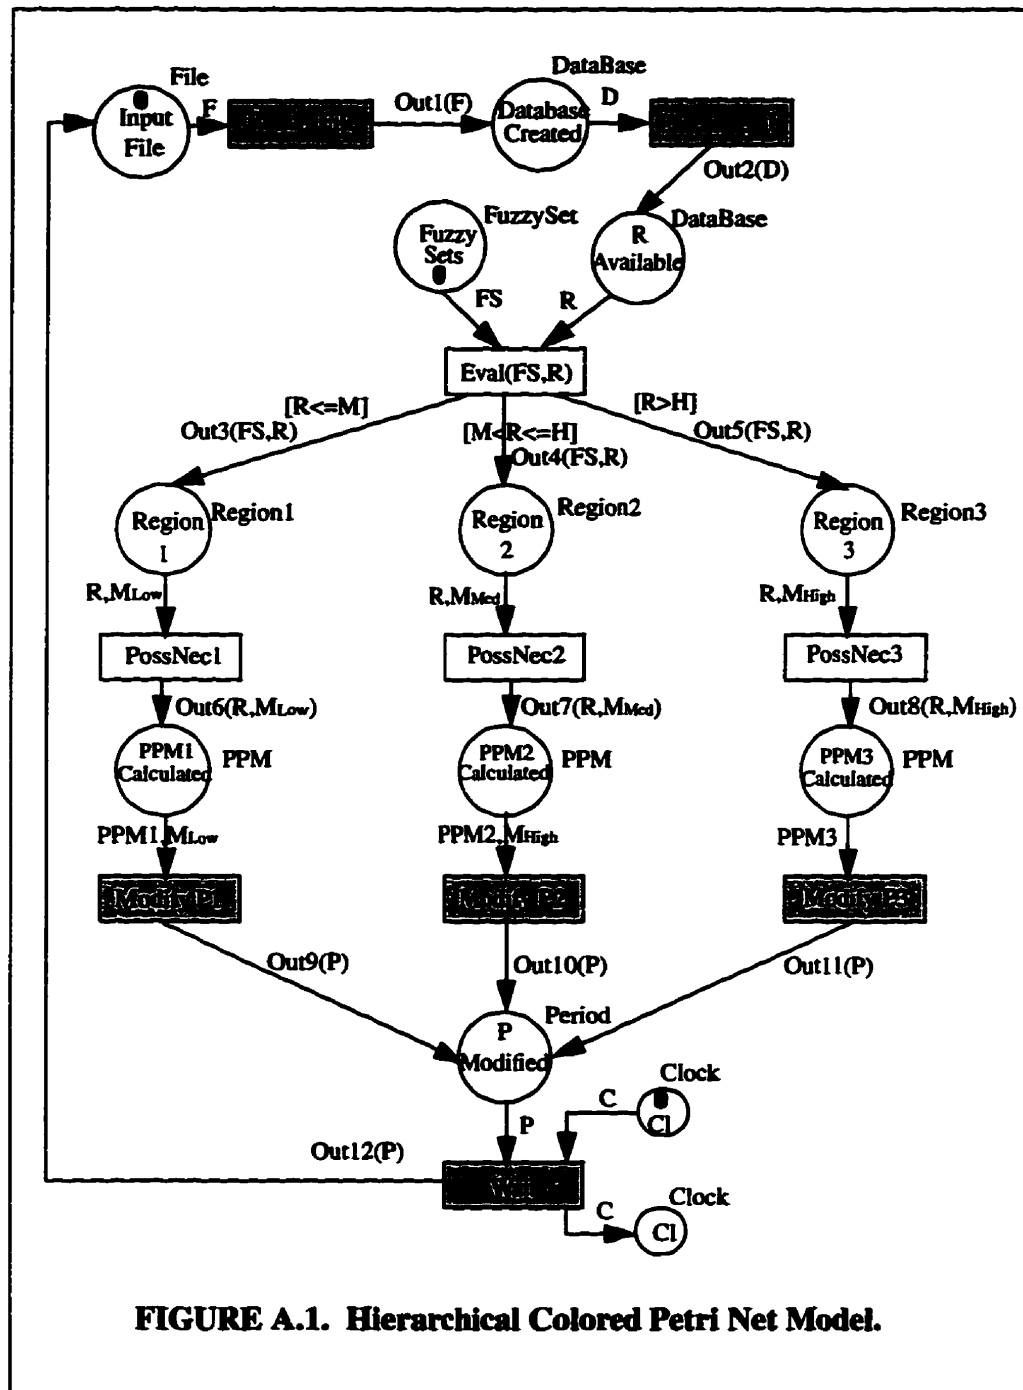 File
DataBase
Input
File
F
Out1(F)
Database
Created
D
Out2(D)
FuzzySet
DataBase
Fuzzy
Sets
R
Available
FS
R
Eval(FS,R)
[R<=M]
[M<R<=H]
[R>H]
Out3(FS,R)
Out4(FS,R)
Out5(FS,R)
Region
1
Region1
Region
2
Region2
Region
3
Region3
R,MLow
R,MMed
R,MHigh
PossNec1
PossNec2
PossNec3
Out6(R,MLow)
Out7(R,MMed)
Out8(R,MHigh)
PPM1
Calculated
PPM
PPM2
Calculated
PPM
PPM3
Calculated
PPM
PPM1,MLow
PPM2,MHigh
PPM3
Modify P1
Modify P2
Modify P3
Out9(P)
Out10(P)
Out11(P)
P
Modified
Period
Clock
C
Cl
P
Out12(P)
Clock
C
Cl
FIGURE A.1. Hierarchical Colored Petri Net Model.